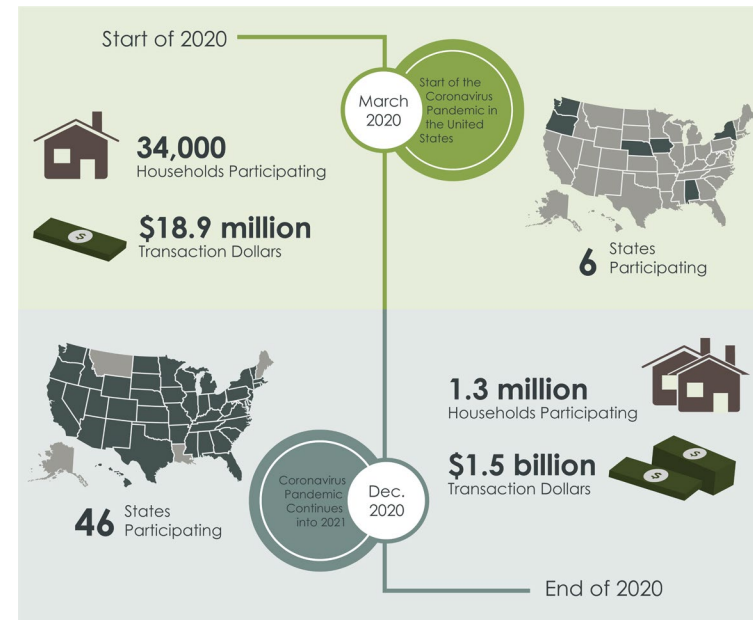 Start of 2020
March
2020
Start of the
Coronavirus
Pandemic in
the United
States
34,000
Households Participating
$
$18.9 million
Transaction Dollars
6
States
Participating
46
States
Participating
Coronavirus
Pandemic
Continues
into 2021
Dec.
2020
1.3 million
Households Participating
$1.5 billion
Transaction Dollars
$
$
End of 2020